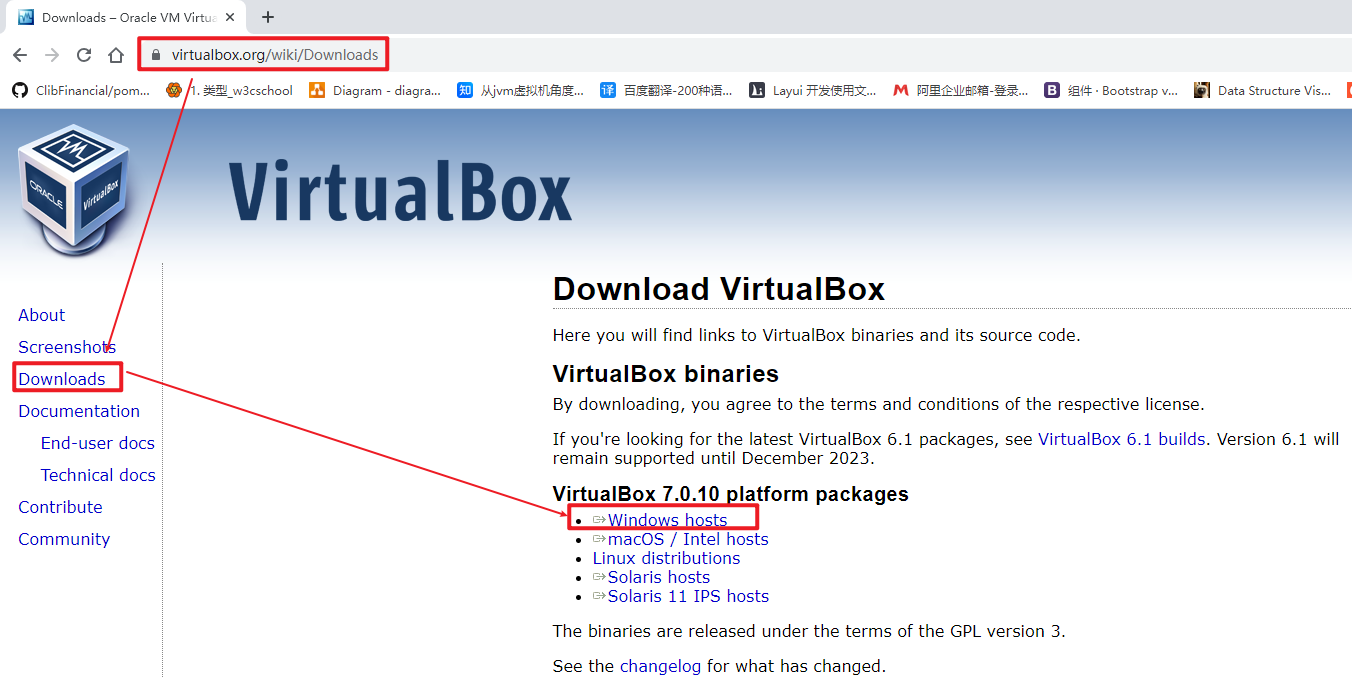 Downloads – Oracle VM Virtua
virtualbox.org/wiki/Downloads
ClibFinancial/pom...
1. 类型_w3cschool
Diagram - diagra...
知
从jvm虚拟机角度...
译
百度翻译-200种语...
Layui 开发使用文...
阿里企业邮箱-登录...
B
组件 · Bootstrap v...
Data Structure Vis...
ORACLE
VirtualBox
VirtualBox
About
Screenshots
Downloads
Documentation
End-user docs
Technical docs
Contribute
Community
Download VirtualBox
Here you will find links to VirtualBox binaries and its source code.
VirtualBox binaries
By downloading, you agree to the terms and conditions of the respective license.
If you're looking for the latest VirtualBox 6.1 packages, see VirtualBox 6.1 builds. Version 6.1 will
remain supported until December 2023.
VirtualBox 7.0.10 platform packages
Windows hosts
macOS / Intel hosts
Linux distributions
Solaris hosts
Solaris 11 IPS hosts
The binaries are released under the terms of the GPL version 3.
See the changelog for what has changed.